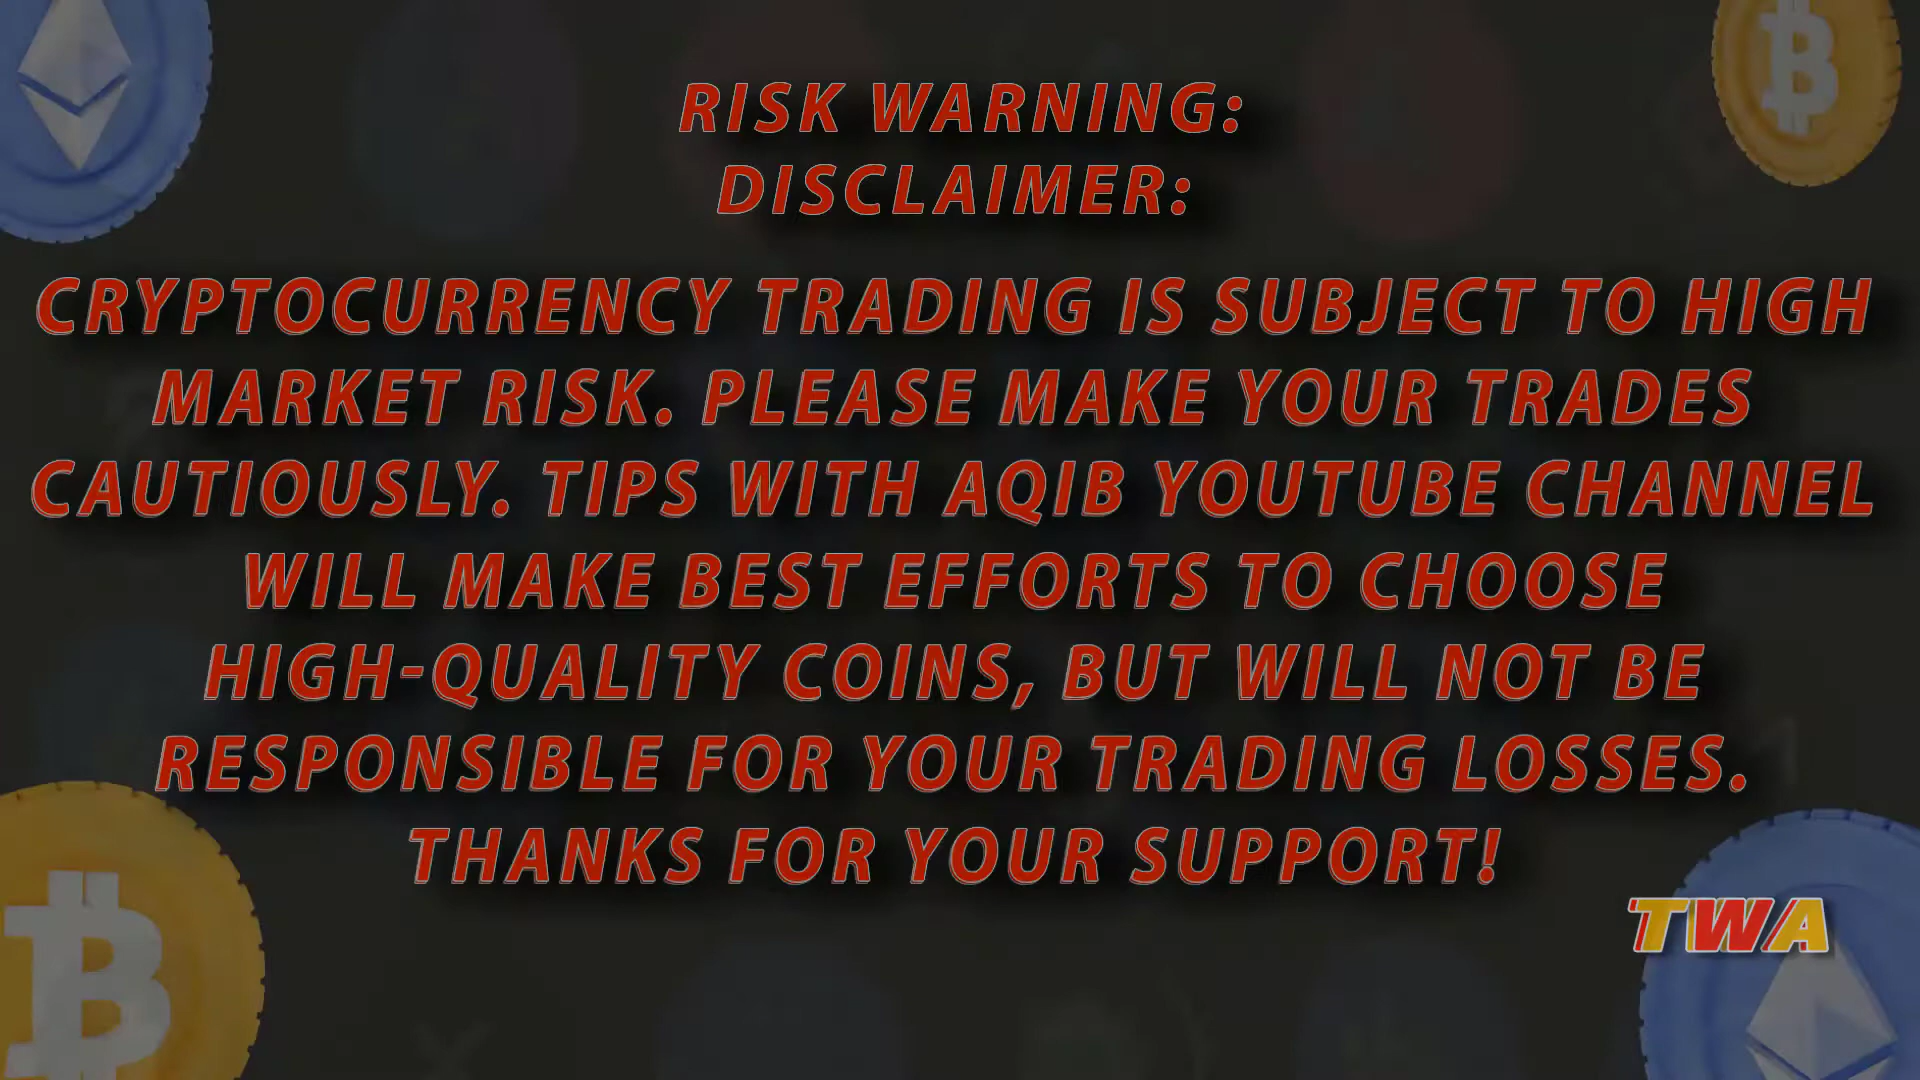 RISK WARNING:
DISCLAIMER:
CRYPTOCURRENCY TRADING IS SUBJECT TO HIGH
MARKET RISK. PLEASE MAKE YOUR TRADES
CAUTIOUSLY. TIPS WITH AQIB YOUTUBE CHANNEL
WILL MAKE BEST EFFORTS TO CHOOSE
HIGH-QUALITY COINS, BUT WILL NOT BE
RESPONSIBLE FOR YOUR TRADING LOSSES.
THANKS FOR YOUR SUPPORT!
TWA